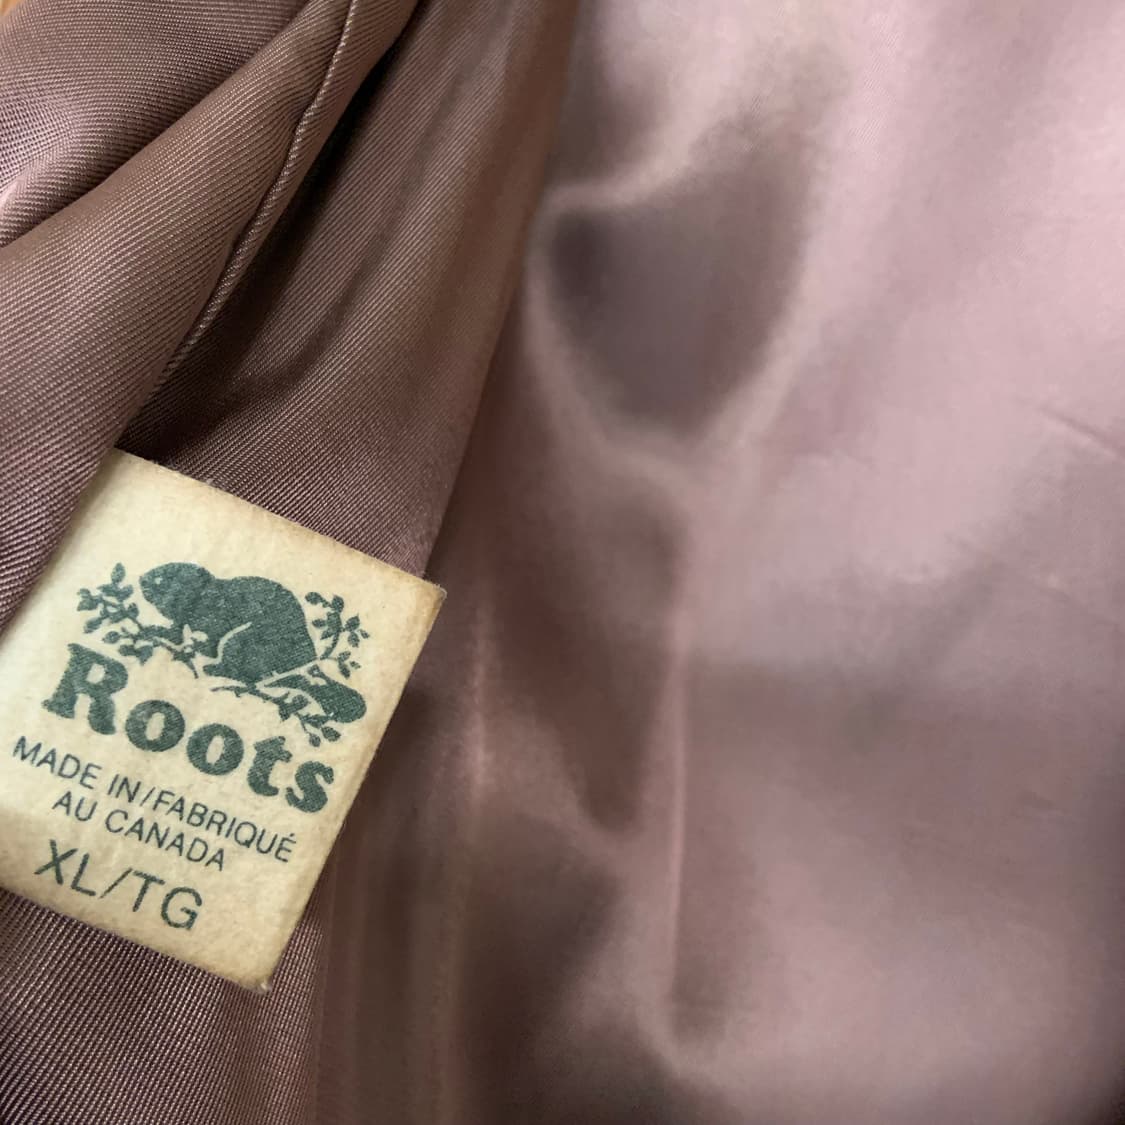 Roots
MADE IN/FABRIQUÉ
AU CANADA
XL/TG